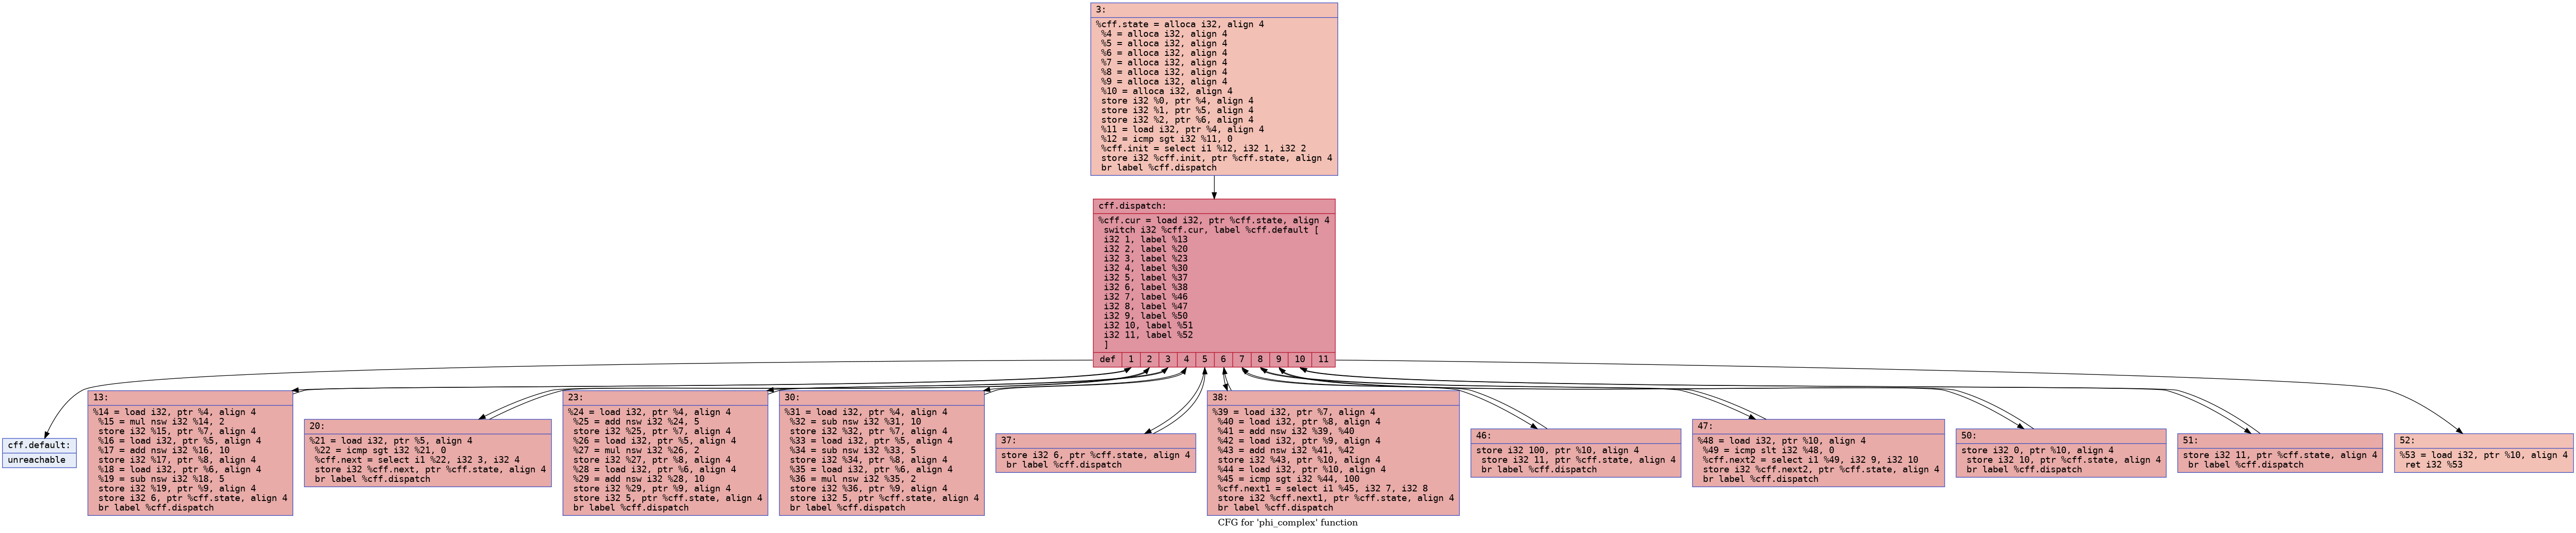 3:
%cff.state = alloca i32, align 4
%4 = alloca i32, align 4
%5 = alloca i32, align 4
%6 = alloca i32, align 4
%7 = alloca i32, align 4
%8 = alloca i32, align 4
%9 = alloca i32, align 4
%10 = alloca i32, align 4
store i32 %0, ptr %4, align 4
store i32 %1, ptr %5, align 4
store i32 %2, ptr %6, align 4
%11 = load i32, ptr %4, align 4
%12 = icmp sgt i32 %11, 0
%cff.init = select i1 %12, i32 1, i32 2
store i32 %cff.init, ptr %cff.state, align 4
br label %cff.dispatch
cff.dispatch:
%cff.cur = load i32, ptr %cff.state, align 4
switch i32 %cff.cur, label %cff.default [
i32 1, label %13
i32 2, label %20
i32 3, label %23
i32 4, label %30
i32 5, label %37
i32 6, label %38
i32 7, label %46
i32 8, label %47
i32 9, label %50
i32 10, label %51
i32 11, label %52
]
def 1 2 3 4 5 6 7 8 9 10 11
cff.default:
unreachable
13:
%14 = load i32, ptr %4, align 4
%15 = mul nsw i32 %14, 2
store i32 %15, ptr %7, align 4
%16 = load i32, ptr %5, align 4
%17 = add nsw i32 %16, 10
store i32 %17, ptr %8, align 4
%18 = load i32, ptr %6, align 4
%19 = sub nsw i32 %18, 5
store i32 %19, ptr %9, align 4
store i32 6, ptr %cff.state, align 4
br label %cff.dispatch
20:
%21 = load i32, ptr %5, align 4
%22 = icmp sgt i32 %21, 0
%cff.next = select i1 %22, i32 3, i32 4
store i32 %cff.next, ptr %cff.state, align 4
br label %cff.dispatch
23:
%24 = load i32, ptr %4, align 4
%25 = add nsw i32 %24, 5
store i32 %25, ptr %7, align 4
%26 = load i32, ptr %5, align 4
%27 = mul nsw i32 %26, 2
store i32 %27, ptr %8, align 4
%28 = load i32, ptr %6, align 4
%29 = add nsw i32 %28, 10
store i32 %29, ptr %9, align 4
store i32 5, ptr %cff.state, align 4
br label %cff.dispatch
30:
%31 = load i32, ptr %4, align 4
%32 = sub nsw i32 %31, 10
store i32 %32, ptr %7, align 4
%33 = load i32, ptr %5, align 4
%34 = sub nsw i32 %33, 5
store i32 %34, ptr %8, align 4
%35 = load i32, ptr %6, align 4
%36 = mul nsw i32 %35, 2
store i32 %36, ptr %9, align 4
store i32 5, ptr %cff.state, align 4
br label %cff.dispatch
37:
store i32 6, ptr %cff.state, align 4
br label %cff.dispatch
38:
%39 = load i32, ptr %7, align 4
%40 = load i32, ptr %8, align 4
%41 = add nsw i32 %39, %40
%42 = load i32, ptr %9, align 4
%43 = add nsw i32 %41, %42
store i32 %43, ptr %10, align 4
%44 = load i32, ptr %10, align 4
%45 = icmp sgt i32 %44, 100
%cff.next1 = select i1 %45, i32 7, i32 8
store i32 %cff.next1, ptr %cff.state, align 4
br label %cff.dispatch
46:
store i32 100, ptr %10, align 4
store i32 11, ptr %cff.state, align 4
br label %cff.dispatch
47:
%48 = load i32, ptr %10, align 4
%49 = icmp slt i32 %48, 0
%cff.next2 = select i1 %49, i32 9, i32 10
store i32 %cff.next2, ptr %cff.state, align 4
br label %cff.dispatch
50:
store i32 0, ptr %10, align 4
store i32 10, ptr %cff.state, align 4
br label %cff.dispatch
51:
store i32 11, ptr %cff.state, align 4
br label %cff.dispatch
52:
%53 = load i32, ptr %10, align 4
ret i32 %53
CFG for 'phi_complex' function